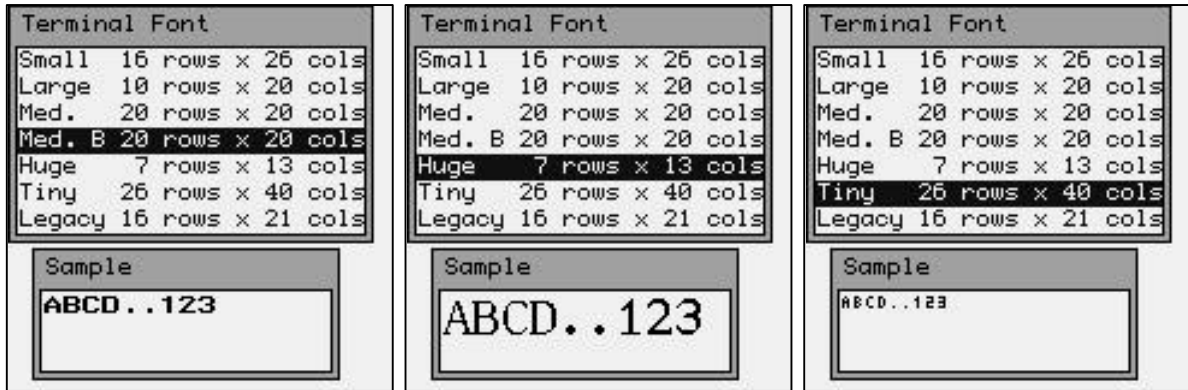 Terminal Font
Small 16 rows x 26 cols
Large 10 rows x 20 cols
Med. 20 rows x 20 cols
Med. B 20 rows x 20 cols
Huge 7 rows x 13 cols
Tiny 26 rows x 40 cols
Legacy 16 rows x 21 cols
Sample
ABCD..123
Terminal Font
Small 16 rows x 26 cols
Large 10 rows x 20 cols
Med. 20 rows x 20 cols
Med. B 20 rows x 20 cols
Huge 7 rows x 13 cols
Tiny 26 rows x 40 cols
Legacy 16 rows x 21 cols
Sample
ABCD..123
Terminal Font
Small 16 rows x 26 cols
Large 10 rows x 20 cols
Med. 20 rows x 20 cols
Med. B 20 rows x 20 cols
Huge 7 rows x 13 cols
Tiny 26 rows x 40 cols
Legacy 16 rows x 21 cols
Sample
ABCD..123